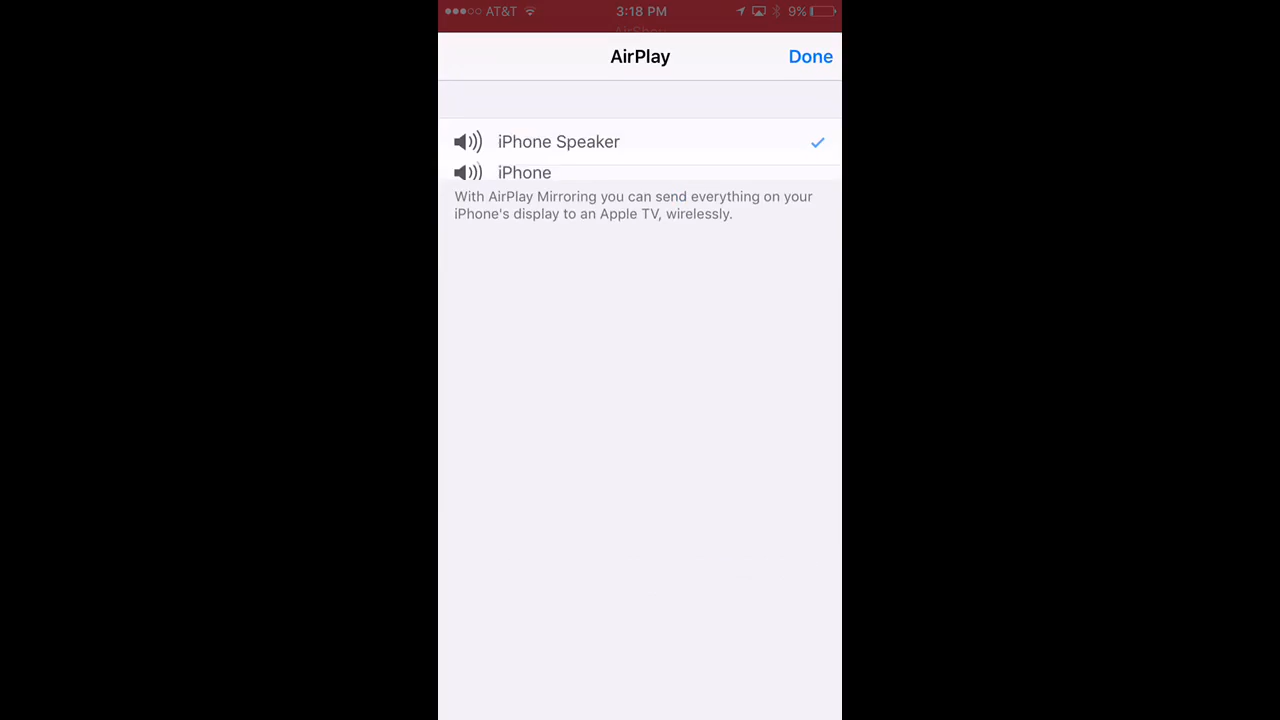 AT&T 3:18 PM 9%
AirPlay Done
iPhone Speaker
iPhone
With AirPlay Mirroring you can send everything on your
iPhone's display to an Apple TV, wirelessly.